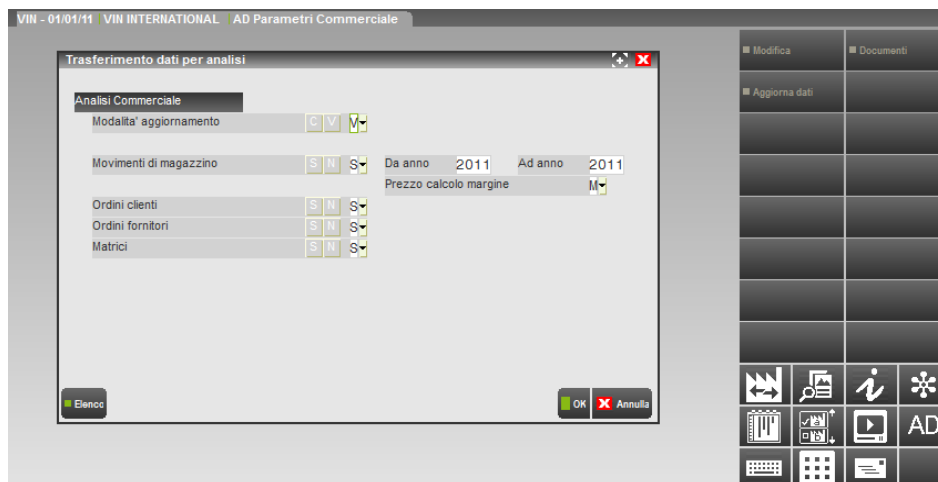 VIN - 01/01/11 VIN INTERNATIONAL AD Parametri Commerciale
Trasferimento dati per analisi
Analisi Commerciale
Modalita' aggiornamento C V V
Movimenti di magazzino S N S Da anno 2011 Ad anno 2011
Prezzo calcolo margine M
Ordini clienti S N S
Ordini fornitori S N S
Matrici S N S
Elenco OK Annulla
Modifica Documenti
Aggiorna dati
AD